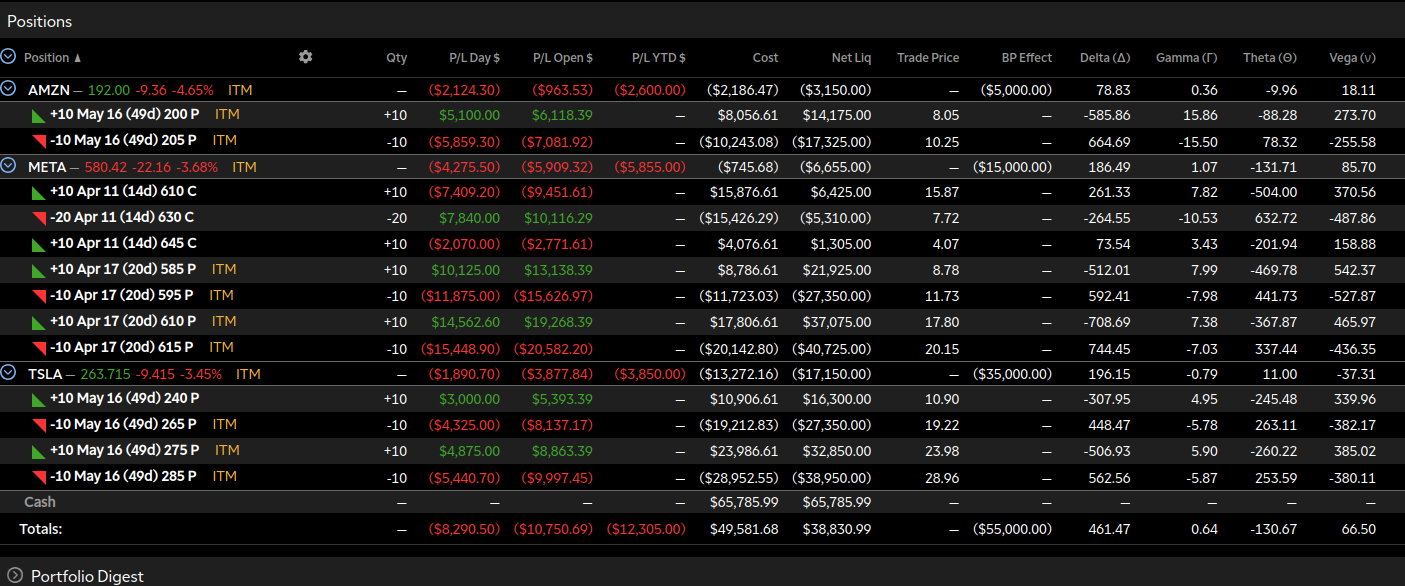 Positions
Position ▲ Qty P/L Day $ P/L Open $ P/L YTD $ Cost Net Liq Trade Price BP Effect Delta (Δ) Gamma (Γ) Theta (Θ) Vega (ν)
AMZN — 192.00 -9.36 -4.65% ITM — ($2,124.30) ($963.53) ($2,600.00) ($2,186.47) ($3,150.00) — ($5,000.00) 78.83 0.36 -9.96 18.11
+10 May 16 (49d) 200 P ITM +10 $5,100.00 $6,118.39 — $8,056.61 $14,175.00 8.05 — -585.86 15.86 -88.28 273.70
-10 May 16 (49d) 205 P ITM -10 ($5,859.30) ($7,081.92) — ($10,243.08) ($17,325.00) 10.25 — 664.69 -15.50 78.32 -255.58
META — 580.42 -22.16 -3.68% ITM — ($4,275.50) ($5,909.32) ($5,855.00) ($745.68) ($6,655.00) — ($15,000.00) 186.49 1.07 -131.71 85.70
+10 Apr 11 (14d) 610 C +10 ($7,409.20) ($9,451.61) — $15,876.61 $6,425.00 15.87 — 261.33 7.82 -504.00 370.56
-20 Apr 11 (14d) 630 C -20 $7,840.00 $10,116.29 — ($15,426.29) ($5,310.00) 7.72 — -264.55 -10.53 632.72 -487.86
+10 Apr 11 (14d) 645 C +10 ($2,070.00) ($2,771.61) — $4,076.61 $1,305.00 4.07 — 73.54 3.43 -201.94 158.88
+10 Apr 17 (20d) 585 P ITM +10 $10,125.00 $13,138.39 — $8,786.61 $21,925.00 8.78 — -512.01 7.99 -469.78 542.37
-10 Apr 17 (20d) 595 P ITM -10 ($11,875.00) ($15,626.97) — ($11,723.03) ($27,350.00) 11.73 — 592.41 -7.98 441.73 -527.87
+10 Apr 17 (20d) 610 P ITM +10 $14,562.60 $19,268.39 — $17,806.61 $37,075.00 17.80 — -708.69 7.38 -367.87 465.97
-10 Apr 17 (20d) 615 P ITM -10 ($15,448.90) ($20,582.20) — ($20,142.80) ($40,725.00) 20.15 — 744.45 -7.03 337.44 -436.35
TSLA — 263.715 -9.415 -3.45% ITM — ($1,890.70) ($3,877.84) ($3,850.00) ($13,272.16) ($17,150.00) — ($35,000.00) 196.15 -0.79 11.00 -37.31
+10 May 16 (49d) 240 P +10 $3,000.00 $5,393.39 — $10,906.61 $16,300.00 10.90 — -307.95 4.95 -245.48 339.96
-10 May 16 (49d) 265 P ITM -10 ($4,325.00) ($8,137.17) — ($19,212.83) ($27,350.00) 19.22 — 448.47 -5.78 263.11 -382.17
+10 May 16 (49d) 275 P ITM +10 $4,875.00 $8,863.39 — $23,986.61 $32,850.00 23.98 — -506.93 5.90 -260.22 385.02
-10 May 16 (49d) 285 P ITM -10 ($5,440.70) ($9,997.45) — ($28,952.55) ($38,950.00) 28.96 — 562.56 -5.87 253.59 -380.11
Cash — — — — $65,785.99 $65,785.99 — — — — — —
Totals: — ($8,290.50) ($10,750.69) ($12,305.00) $49,581.68 $38,830.99 — ($55,000.00) 461.47 0.64 -130.67 66.50
Portfolio Digest